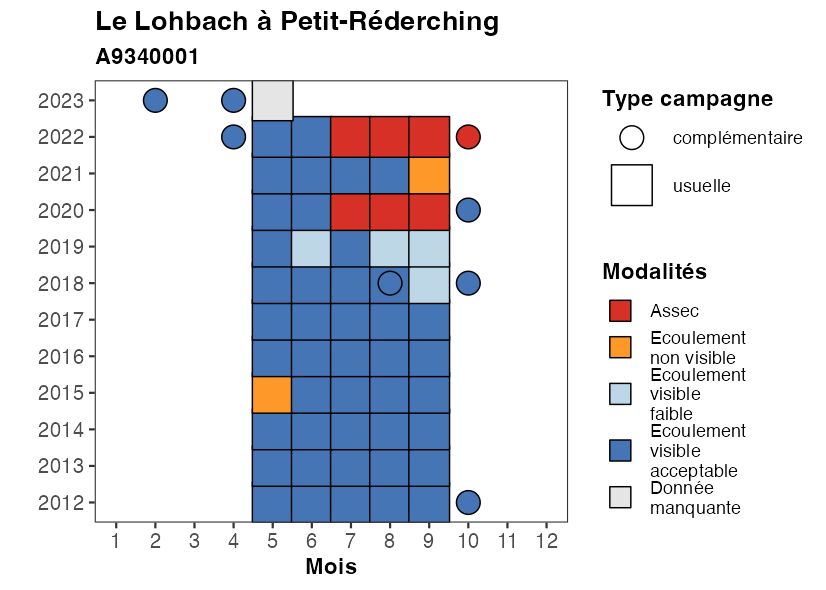 Le Lohbach à Petit-Réderching
A9340001
2023
2022
2021
2020
2019
2018
2017
2016
2015
2014
2013
2012
1 2 3 4 5 6 7 8 9 10 11 12
Mois
Type campagne
complémentaire
usuelle
Modalités
Assec
Ecoulement
non visible
Ecoulement
visible
faible
Ecoulement
visible
acceptable
Donnée
manquante